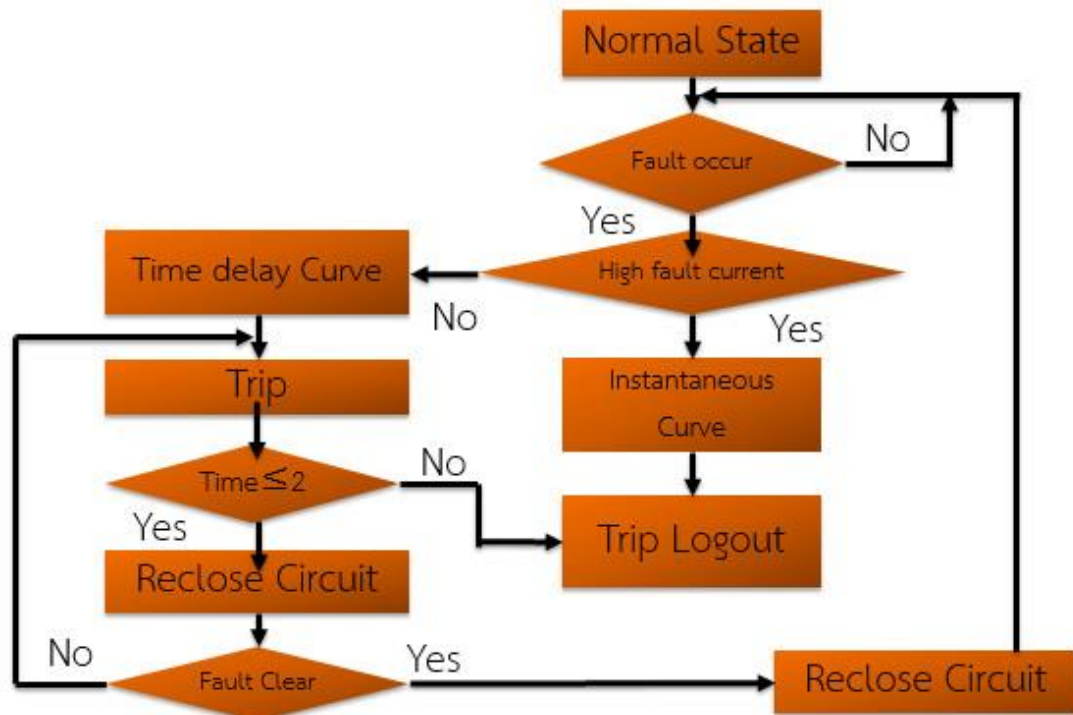 Normal State
Fault occur
No
Yes
High fault current
No
Yes
Time delay Curve
Instantaneous
Curve
Trip
Time≤2
No
Yes
Trip Logout
Reclose Circuit
Fault Clear
No
Yes
Reclose Circuit